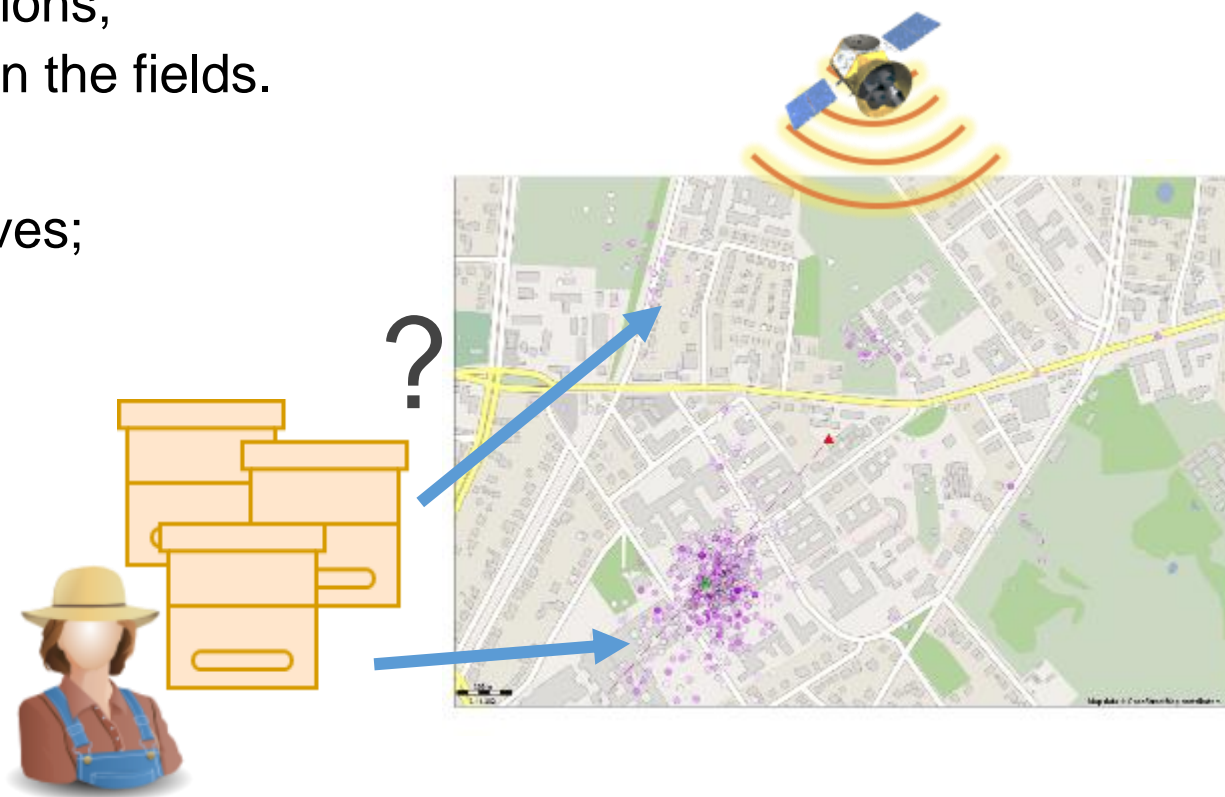 ions,
n the fields.
ves;
?